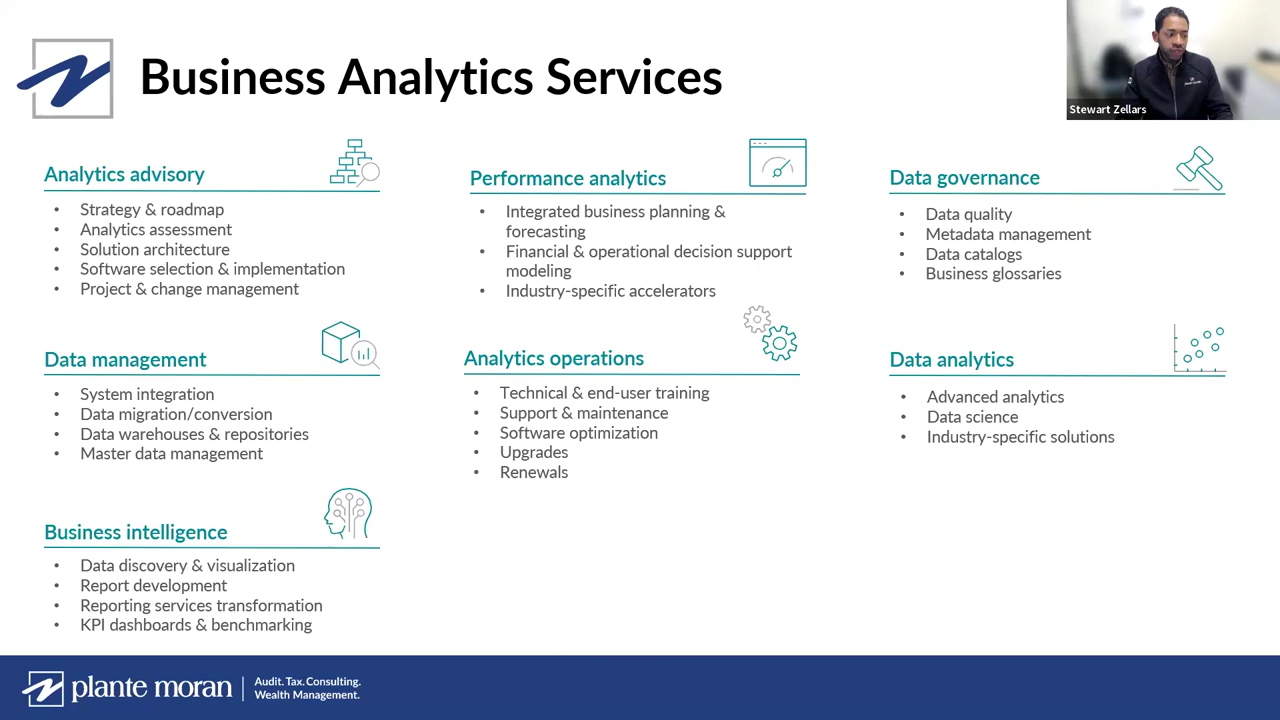 Business Analytics Services
Stewart Zellars
Analytics advisory
• Strategy & roadmap
• Analytics assessment
• Solution architecture
• Software selection & implementation
• Project & change management
Performance analytics
• Integrated business planning &
forecasting
• Financial & operational decision support
modeling
• Industry-specific accelerators
Data governance
• Data quality
• Metadata management
• Data catalogs
• Business glossaries
Data management
• System integration
• Data migration/conversion
• Data warehouses & repositories
• Master data management
Analytics operations
• Technical & end-user training
• Support & maintenance
• Software optimization
• Upgrades
• Renewals
Data analytics
• Advanced analytics
• Data science
• Industry-specific solutions
Business intelligence
• Data discovery & visualization
• Report development
• Reporting services transformation
• KPI dashboards & benchmarking
plante moran
Audit. Tax. Consulting.
Wealth Management.